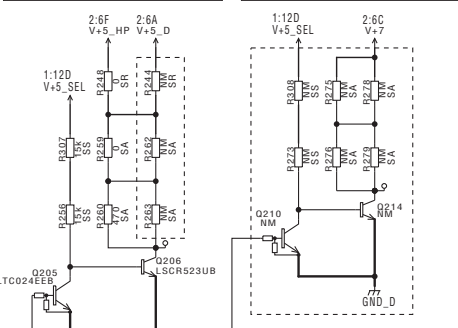 2:6F
V+5_HP
2:6A
V+5_D
1:12D
V+5_SEL
R248
0
SR
R244
NM
SR
R307
15k
SS
R259
0
SA
R262
NM
SA
R256
15k
SS
R260
470
SA
R263
NM
SA
Q205
LTC024EEB
Q206
LSCR523UB
1:12D
V+5_SEL
2:6C
V+7
R308
NM
SS
R275
NM
SA
R278
NM
SA
R273
NM
SS
R276
NM
SA
R279
NM
SA
Q210
NM
Q214
NM
GND_D